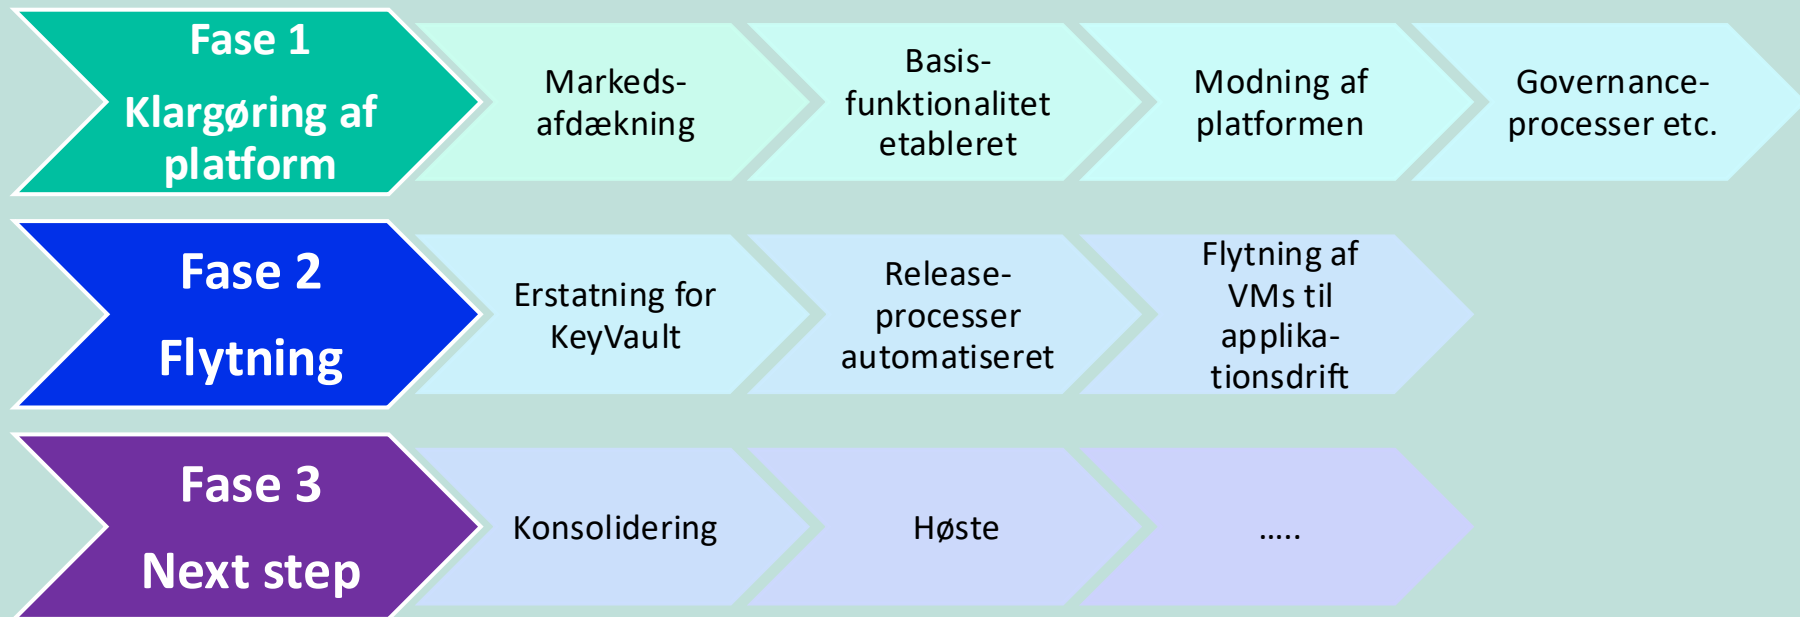 Fase 1
Klargøring af
platform
Markeds-
afdækning
Basis-
funktionalitet
etableret
Modning af
platformen
Governance-
processer etc.
Fase 2
Flytning
Erstatning for
KeyVault
Release-
processer
automatiseret
Flytning af
VMs til
applika-
tionsdrift
Fase 3
Next step
Konsolidering
Høste
.....